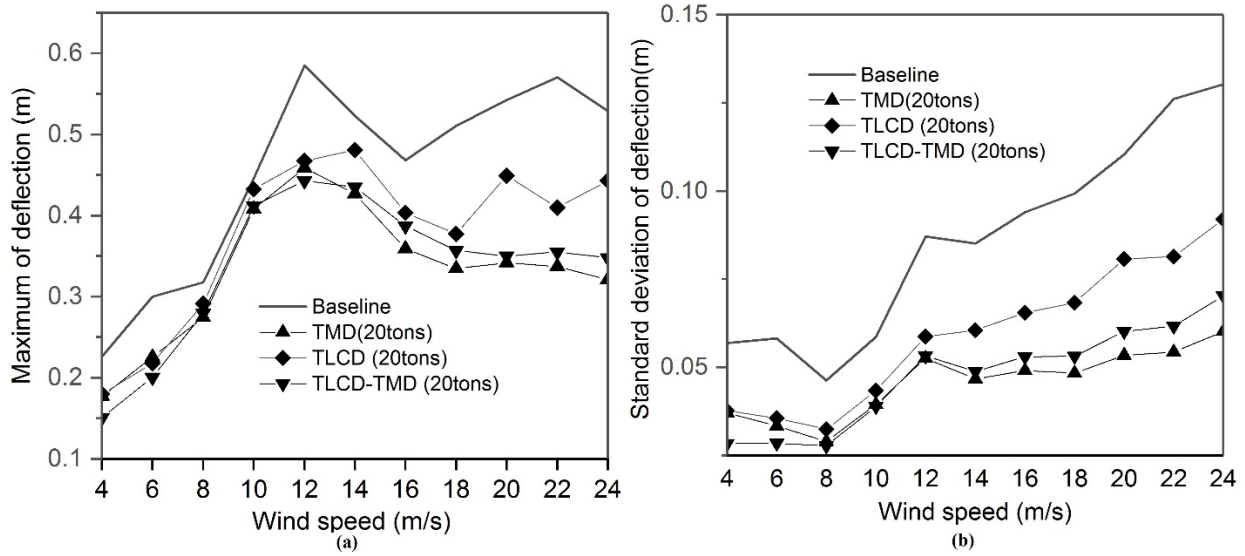 Maximum of deflection (m)
0.6
0.5
0.4
0.3
0.2
0.1
Baseline
TMD(20tons)
TLCD (20tons)
TLCD-TMD (20tons)
4 6 8 10 12 14 16 18 20 22 24
Wind speed (m/s)
(a)
Standard deviation of deflection(m)
0.15
0.10
0.05
Baseline
TMD(20tons)
TLCD (20tons)
TLCD-TMD (20tons)
4 6 8 10 12 14 16 18 20 22 24
Wind speed (m/s)
(b)